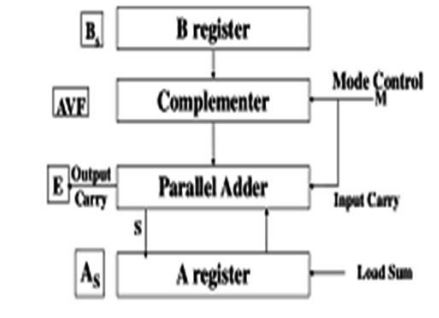 Bs
B register
Mode Control
M
AVF
Complementer
E
Output
Carry
Parallel Adder
Input Carry
S
As
A register
Load Sum